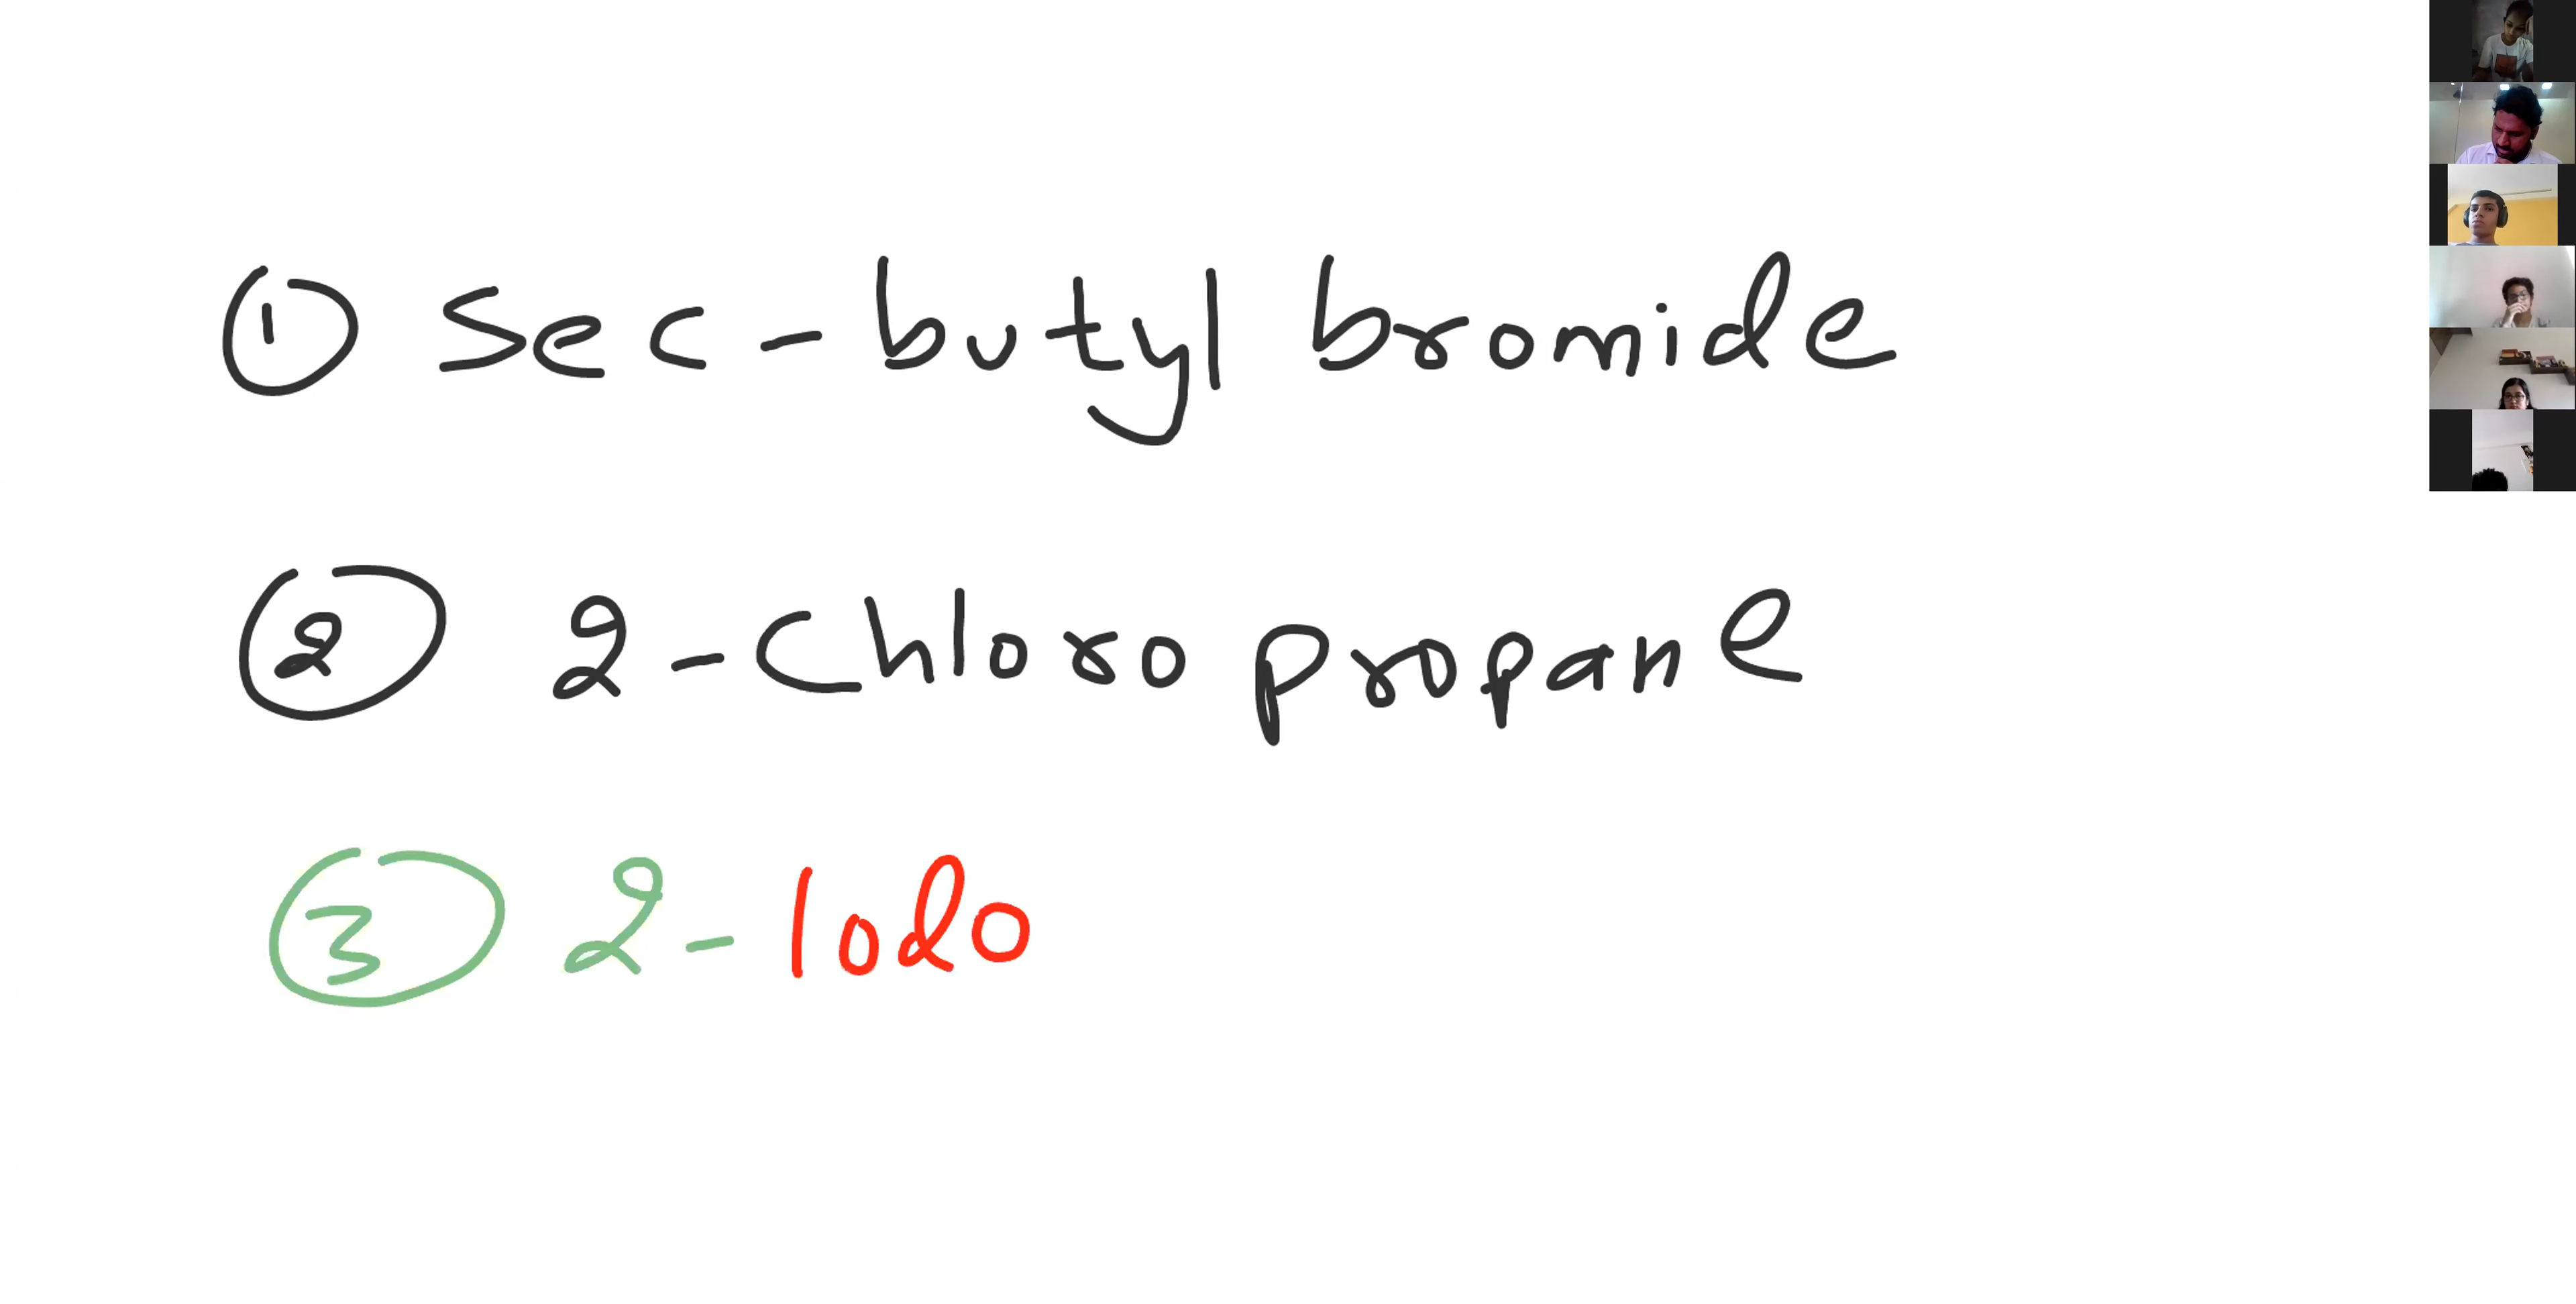 ① sec-butyl bromide
② 2-Chloro propane
③ 2-Iodo